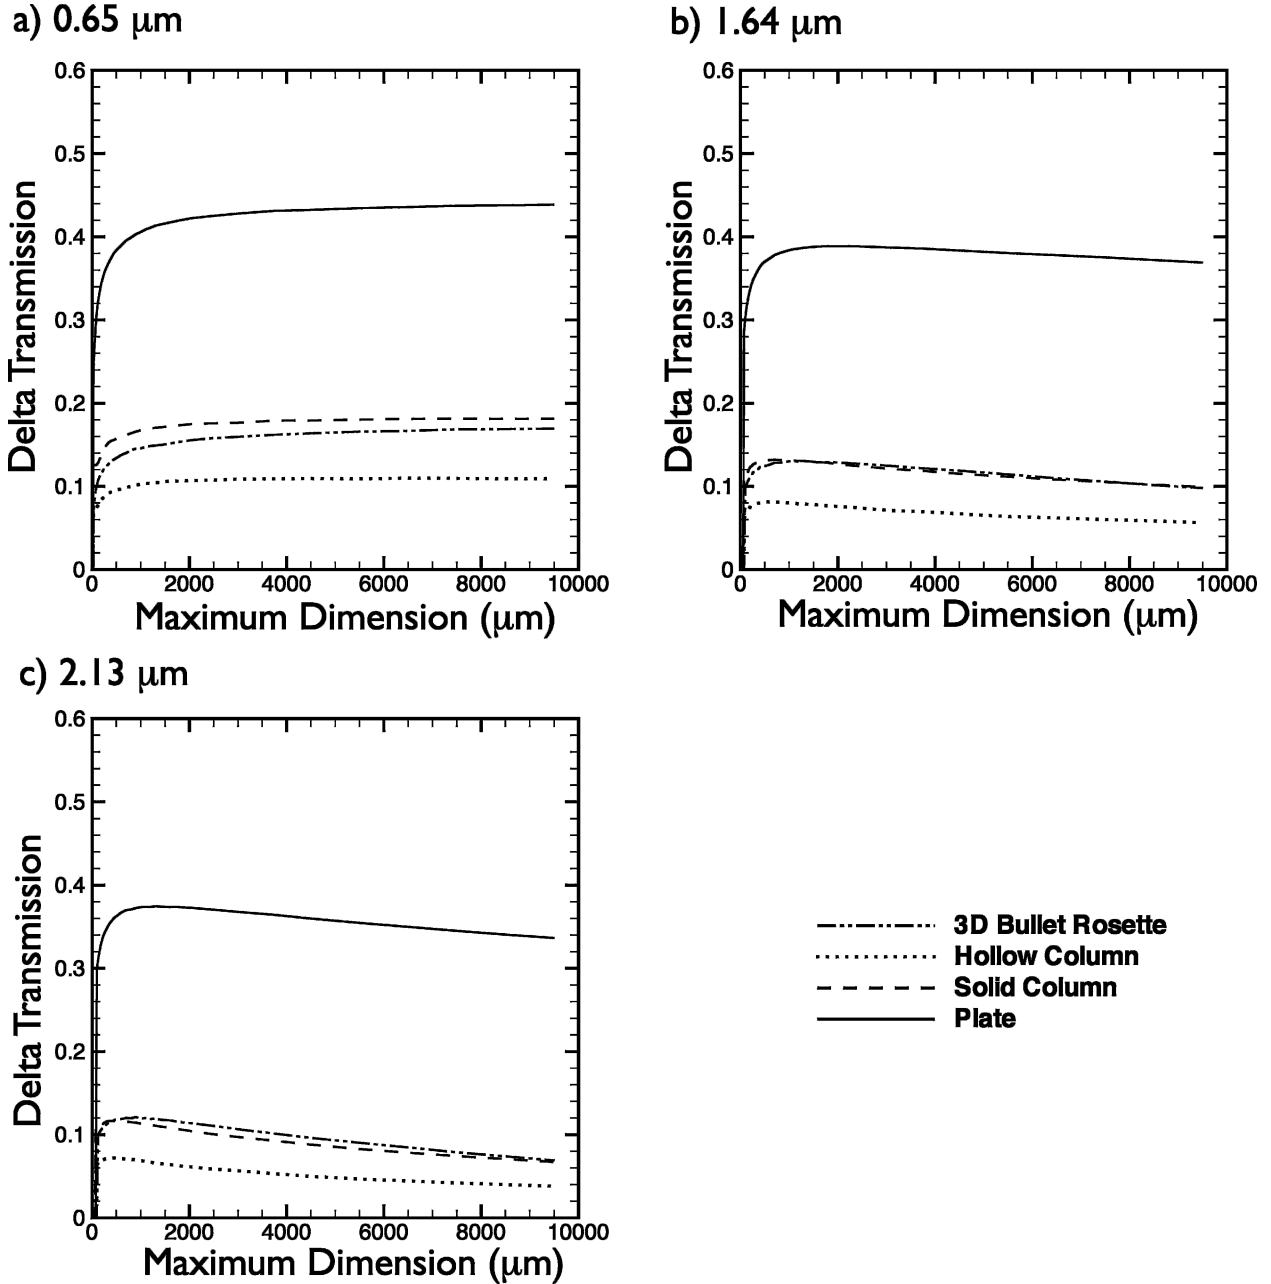 a) 0.65 μm
0.6
0.5
0.4
0.3
0.2
0.1
0
Delta Transmission
0 2000 4000 6000 8000 10000
Maximum Dimension (μm)
b) 1.64 μm
0.6
0.5
0.4
0.3
0.2
0.1
0
Delta Transmission
0 2000 4000 6000 8000 10000
Maximum Dimension (μm)
c) 2.13 μm
0.6
0.5
0.4
0.3
0.2
0.1
0
Delta Transmission
0 2000 4000 6000 8000 10000
Maximum Dimension (μm)
3D Bullet Rosette
Hollow Column
Solid Column
Plate